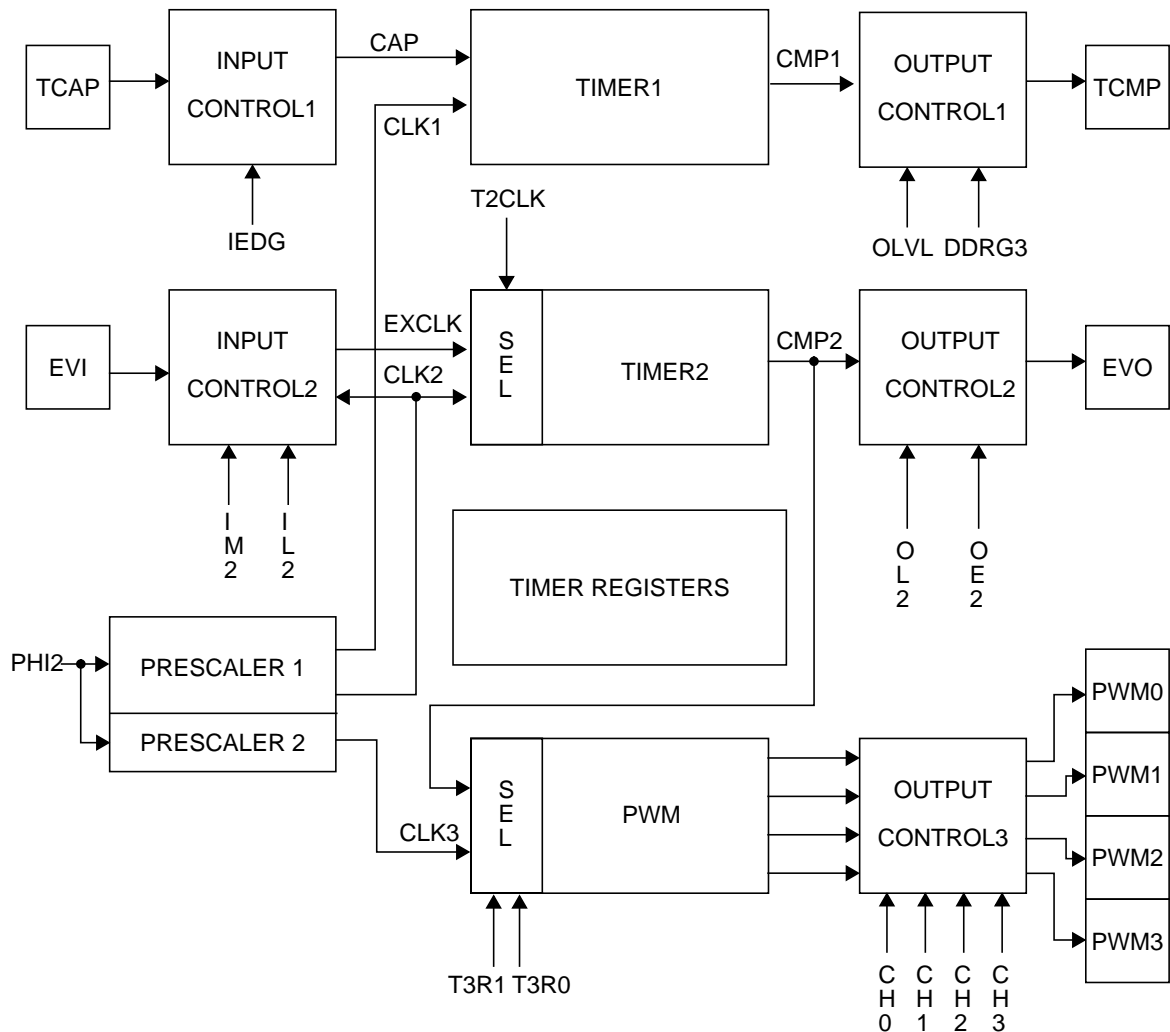 TCAP
INPUT
CONTROL1
CAP
CLK1
TIMER1
CMP1
OUTPUT
CONTROL1
TCMP
IEDG
T2CLK
OLVL
DDRG3
EVI
INPUT
CONTROL2
EXCLK
CLK2
SEL
TIMER2
CMP2
OUTPUT
CONTROL2
EVO
IM2
IL2
TIMER REGISTERS
OL2
OE2
PHI2
PRESCALER 1
PRESCALER 2
CLK3
SEL
PWM
OUTPUT
CONTROL3
PWM0
PWM1
PWM2
PWM3
T3R1
T3R0
CH0
CH1
CH2
CH3